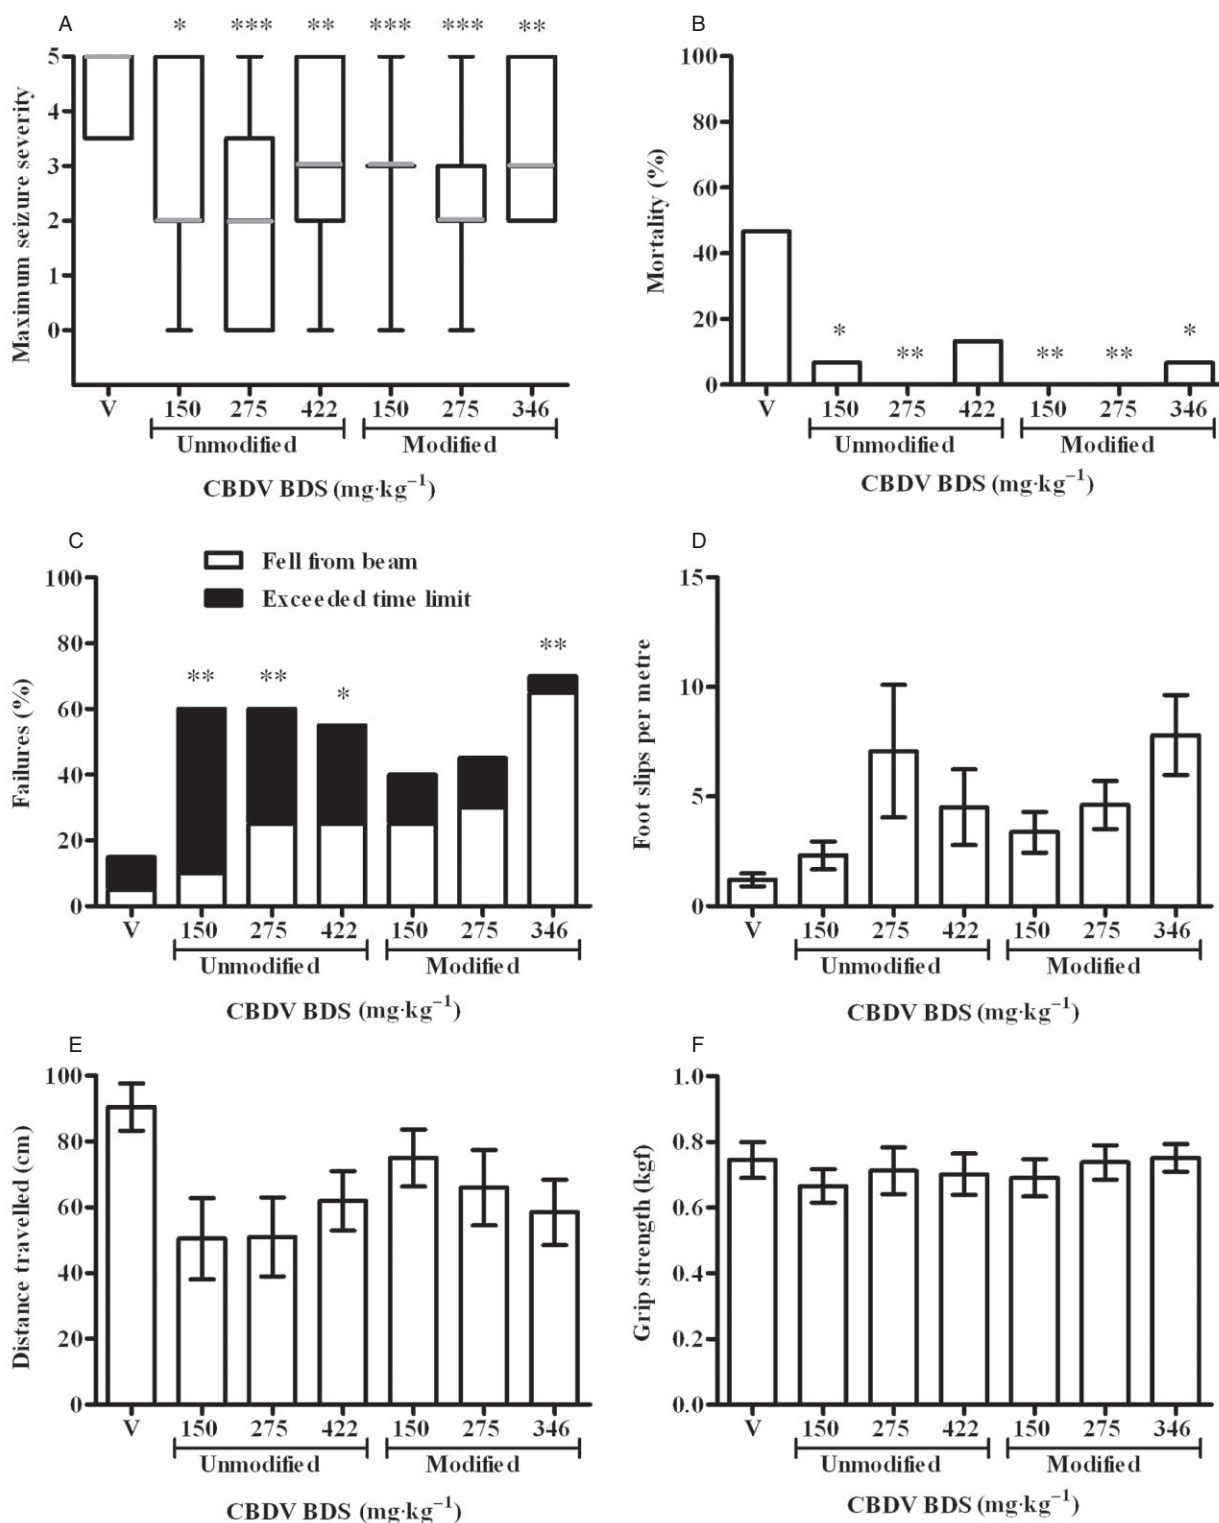 A
* *** ** *** *** **
Maximum seizure severity
5
4
3
2
1
0
V 150 275 422 150 275 346
Unmodified Modified
CBDV BDS (mg·kg−1)
B
Mortality (%)
100
80
60
40
20
0
* ** ** ** *
V 150 275 422 150 275 346
Unmodified Modified
CBDV BDS (mg·kg−1)
C
Fell from beam
Exceeded time limit
Failures (%)
100
80
60
40
20
0
** ** * **
V 150 275 422 150 275 346
Unmodified Modified
CBDV BDS (mg·kg−1)
D
Foot slips per metre
15
10
5
0
V 150 275 422 150 275 346
Unmodified Modified
CBDV BDS (mg·kg−1)
E
Distance travelled (cm)
100
80
60
40
20
0
V 150 275 422 150 275 346
Unmodified Modified
CBDV BDS (mg·kg−1)
F
Grip strength (kgf)
1.0
0.8
0.6
0.4
0.2
0.0
V 150 275 422 150 275 346
Unmodified Modified
CBDV BDS (mg·kg−1)